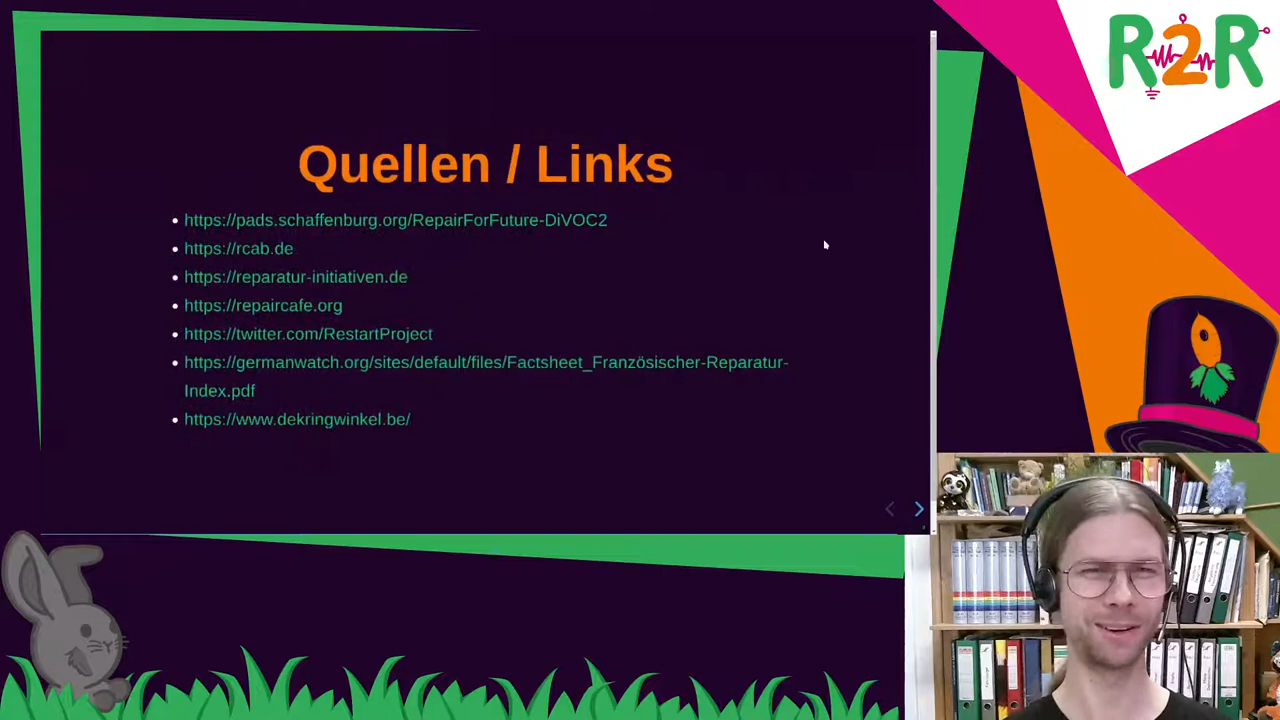 R2R
Quellen / Links
https://pads.schaffenburg.org/RepairForFuture-DiVOC2
https://rcab.de
https://reparatur-initiativen.de
https://repaircafe.org
https://twitter.com/RestartProject
https://germanwatch.org/sites/default/files/Factsheet_Französischer-Reparatur-
Index.pdf
https://www.dekringwinkel.be/